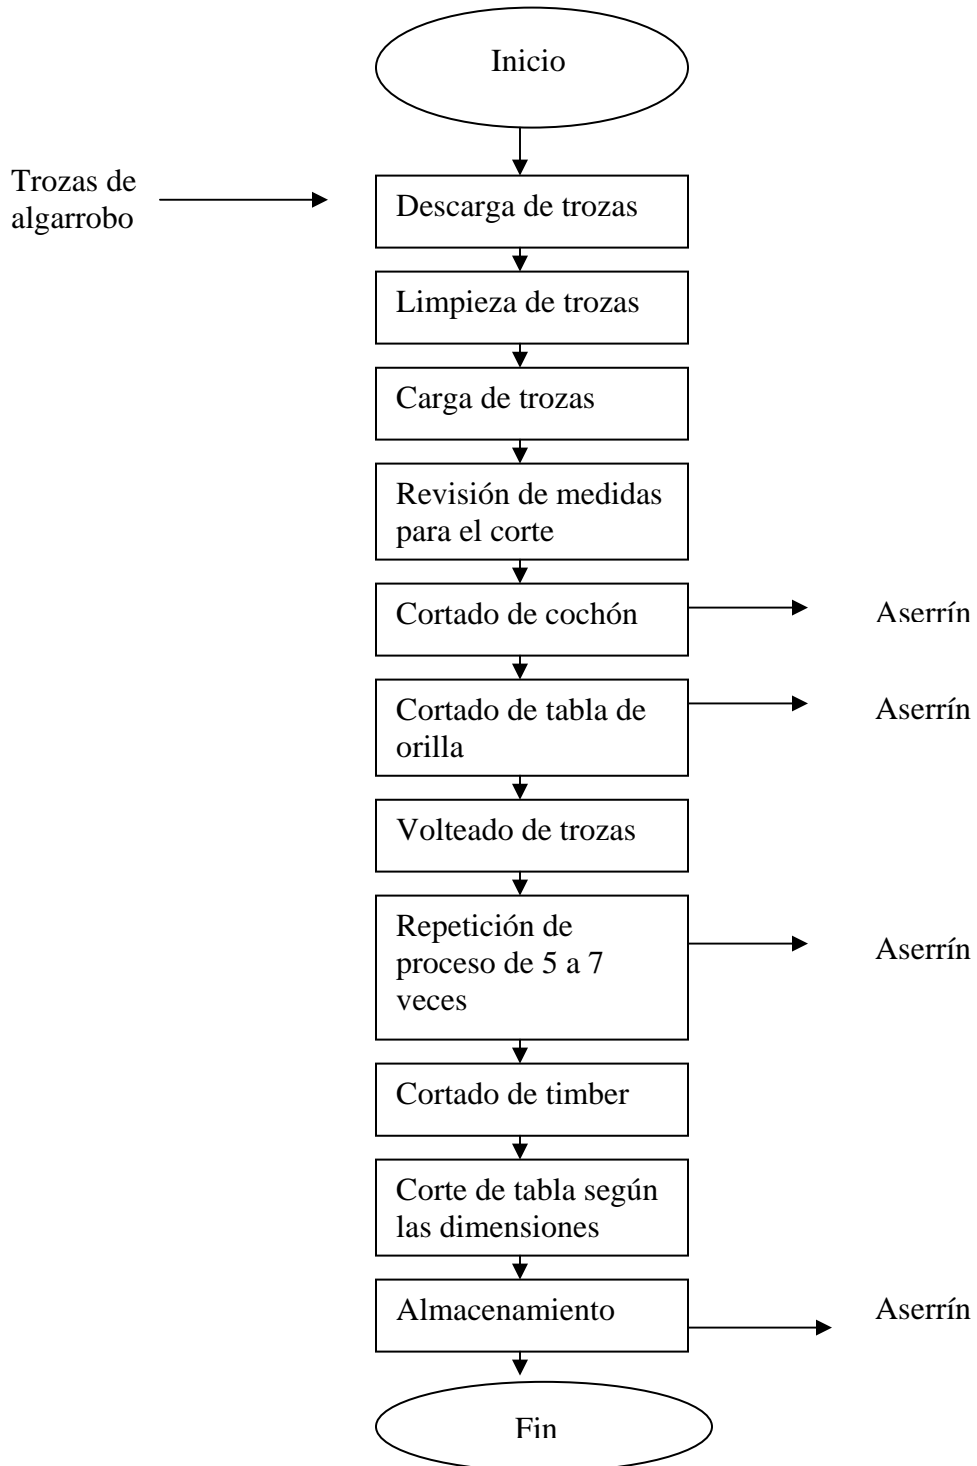 Inicio
Trozas de
algarrobo
Descarga de trozas
Limpieza de trozas
Carga de trozas
Revisión de medidas
para el corte
Cortado de cochón
Aserrín
Cortado de tabla de
orilla
Aserrín
Volteado de trozas
Repetición de
proceso de 5 a 7
veces
Aserrín
Cortado de timber
Corte de tabla según
las dimensiones
Almacenamiento
Aserrín
Fin